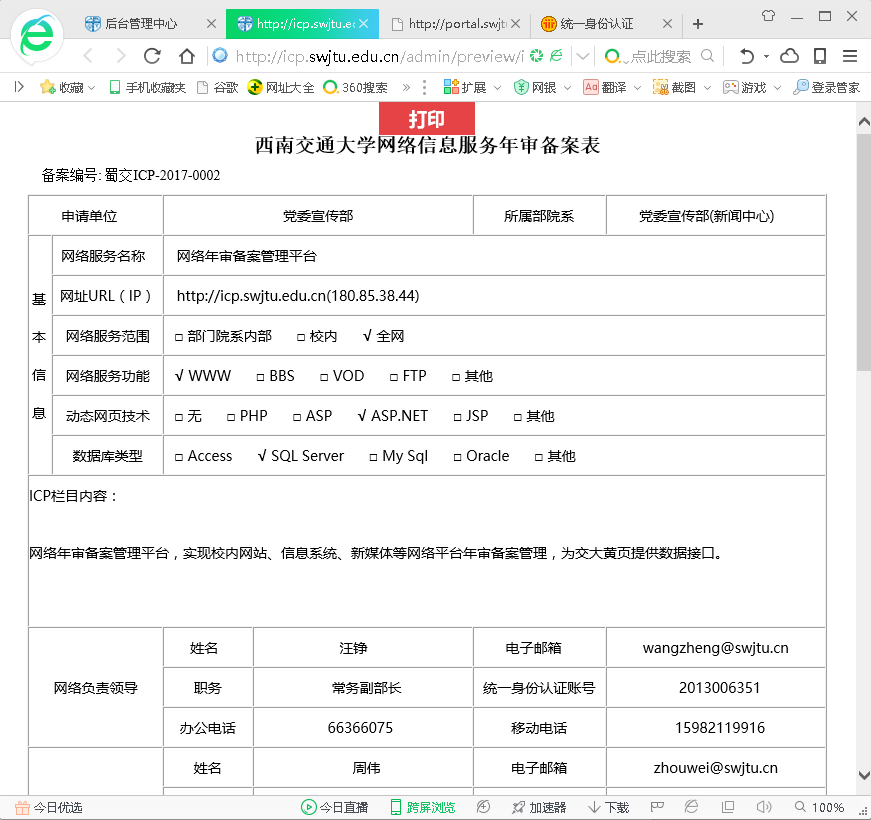 后台管理中心
http://icp.swjtu.ec
http://portal.swjt
统一身份认证
http://icp.swjtu.edu.cn/admin/preview/i
点此搜索
收藏 手机收藏夹 谷歌 网址大全 360搜索 » 扩展 网银 Aa 翻译 截图 游戏 登录管家
打印
西南交通大学网络信息服务年审备案表
备案编号: 蜀交ICP-2017-0002
申请单位 党委宣传部 所属部院系 党委宣传部(新闻中心)
基本信息
网络服务名称 网络年审备案管理平台
网址URL（IP） http://icp.swjtu.edu.cn(180.85.38.44)
网络服务范围 □ 部门院系内部 □ 校内 √ 全网
网络服务功能 √ WWW □ BBS □ VOD □ FTP □ 其他
动态网页技术 □ 无 □ PHP □ ASP √ ASP.NET □ JSP □ 其他
数据库类型 □ Access √ SQL Server □ My Sql □ Oracle □ 其他
ICP栏目内容：
网络年审备案管理平台，实现校内网站、信息系统、新媒体等网络平台年审备案管理，为交大黄页提供数据接口。
网络负责领导
姓名 汪铮 电子邮箱 wangzheng@swjtu.cn
职务 常务副部长 统一身份认证账号 2013006351
办公电话 66366075 移动电话 15982119916
姓名 周伟 电子邮箱 zhouwei@swjtu.cn
今日优选 今日直播 跨屏浏览 加速器 下载 100%